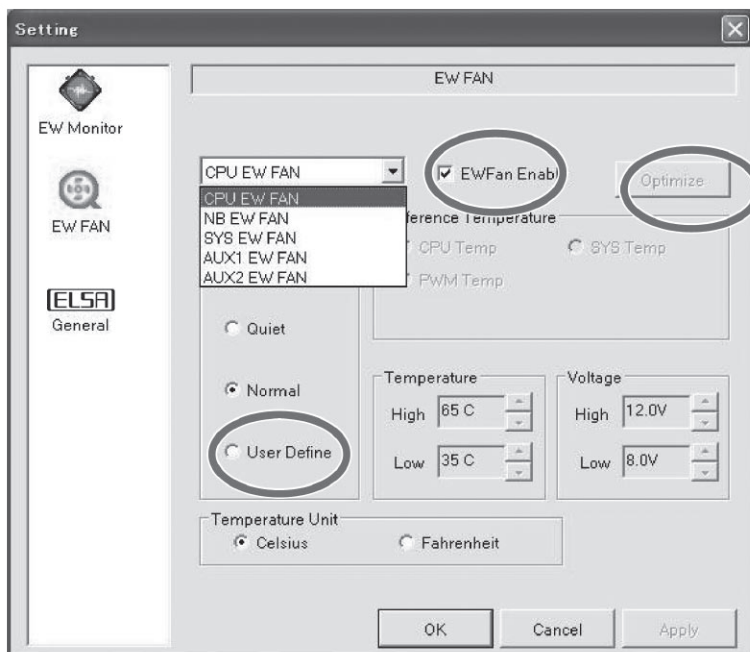 Setting
EW Monitor
EW FAN
ELSA
General
EW FAN
CPU EW FAN
EWFan Enabl
Optimize
CPU EW FAN
NB EW FAN
SYS EW FAN
AUX1 EW FAN
AUX2 EW FAN
ference Temperature
CPU Temp
SYS Temp
PWM Temp
Quiet
Normal
User Define
Temperature
High 65 C
Low 35 C
Voltage
High 12.0V
Low 8.0V
Temperature Unit
Celsius
Fahrenheit
OK
Cancel
Apply